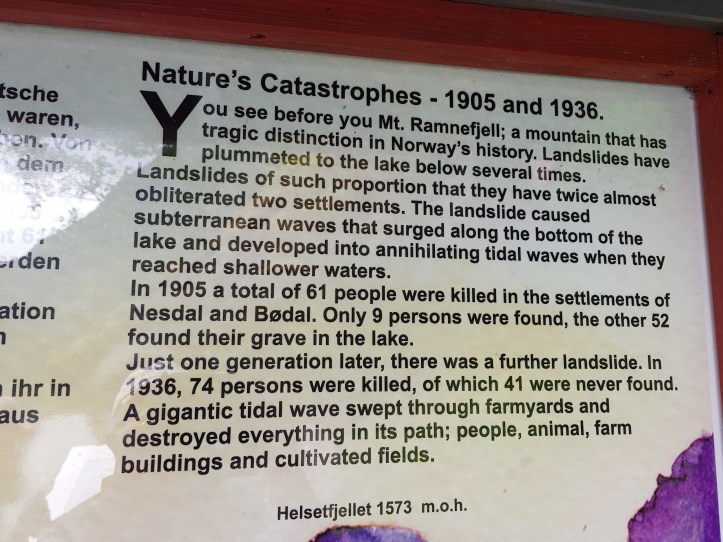 tsche
waren,
Von
dem
61
erden
ation
n
ihr in
aus
Nature's Catastrophes - 1905 and 1936.
You see before you Mt. Ramnefjell; a mountain that has
tragic distinction in Norway's history. Landslides have
plummeted to the lake below several times.
Landslides of such proportion that they have twice almost
obliterated two settlements. The landslide caused
subterranean waves that surged along the bottom of the
lake and developed into annihilating tidal waves when they
reached shallower waters.
In 1905 a total of 61 people were killed in the settlements of
Nesdal and Bødal. Only 9 persons were found, the other 52
found their grave in the lake.
Just one generation later, there was a further landslide. In
1936, 74 persons were killed, of which 41 were never found.
A gigantic tidal wave swept through farmyards and
destroyed everything in its path; people, animal, farm
buildings and cultivated fields.
Helsetfjellet 1573 m.o.h.